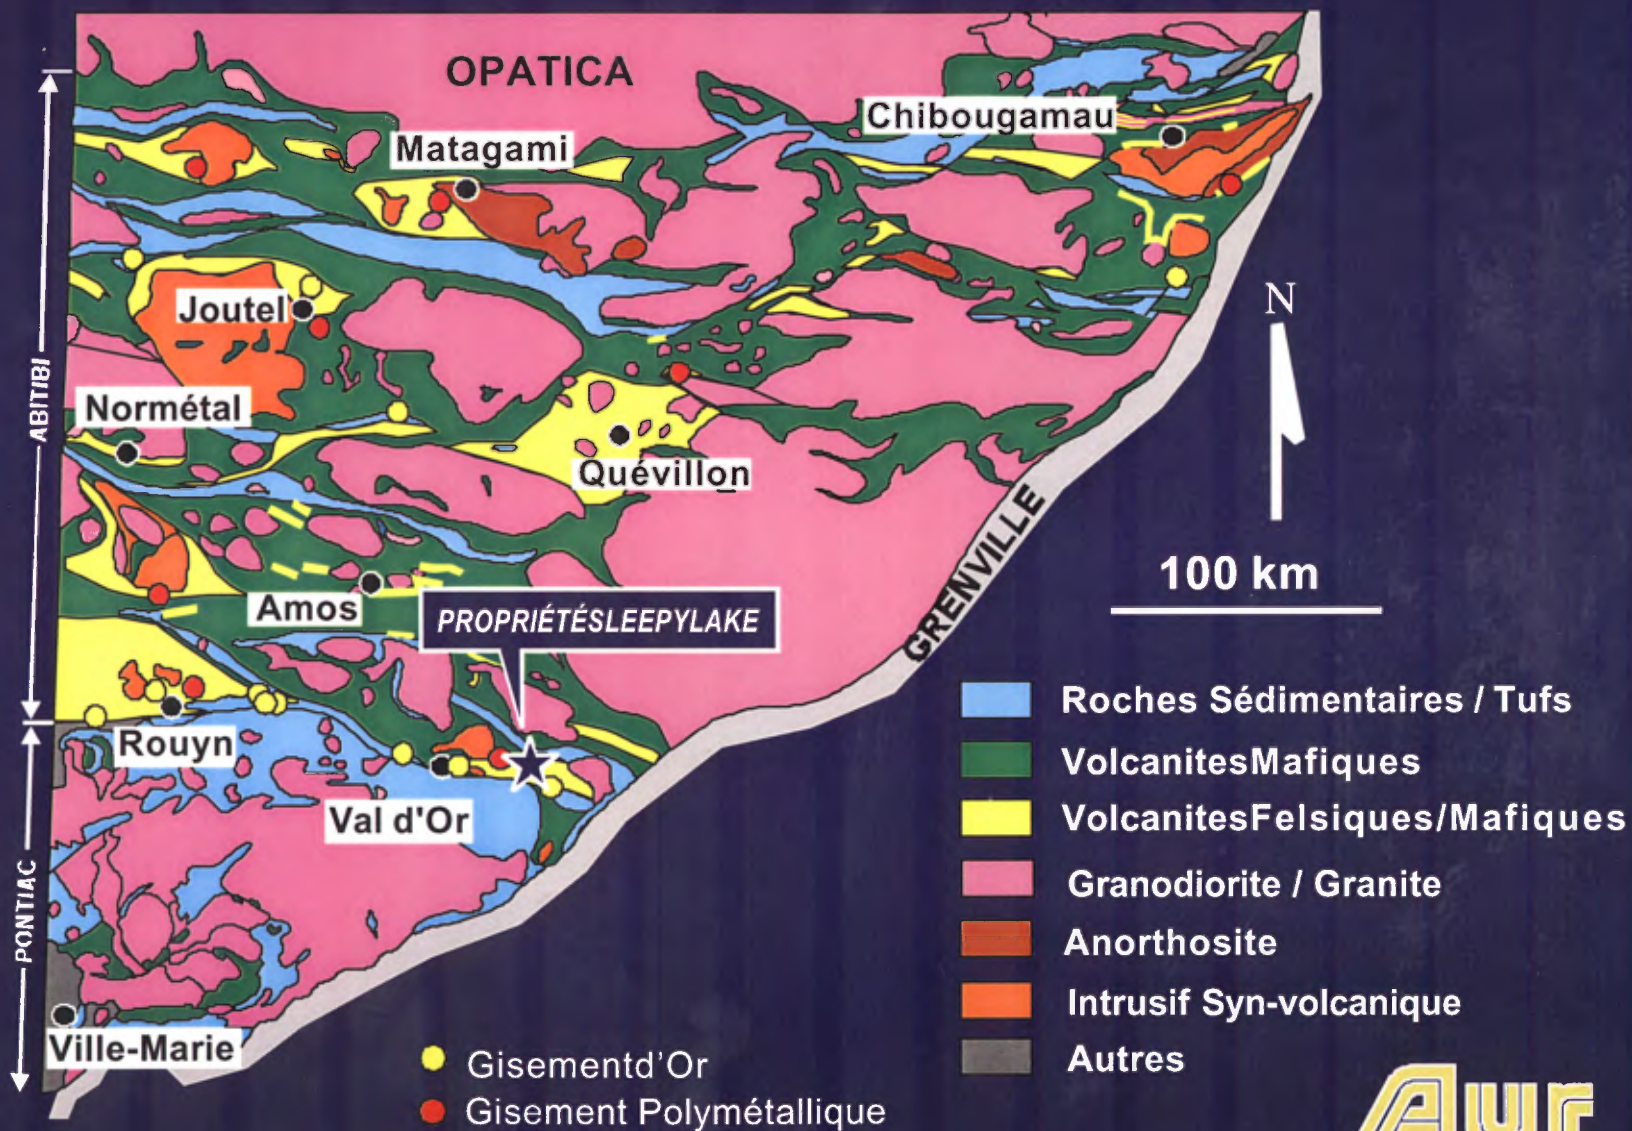 OPATICA
Chibougamau
Matagami
Joutel
N
ABITIBI
Normétal
Quévillon
GRENVILLE
100 km
Amos
PROPRIÉTÉSLEEPYLAKE
Rouyn
Val d'Or
PONTIAC
Ville-Marie
Roches Sédimentaires / Tufs
VolcanitesMafiques
VolcanitesFelsiques/Mafiques
Granodiorite / Granite
Anorthosite
Intrusif Syn-volcanique
Autres
Gisementd'Or
Gisement Polymétallique
Aur